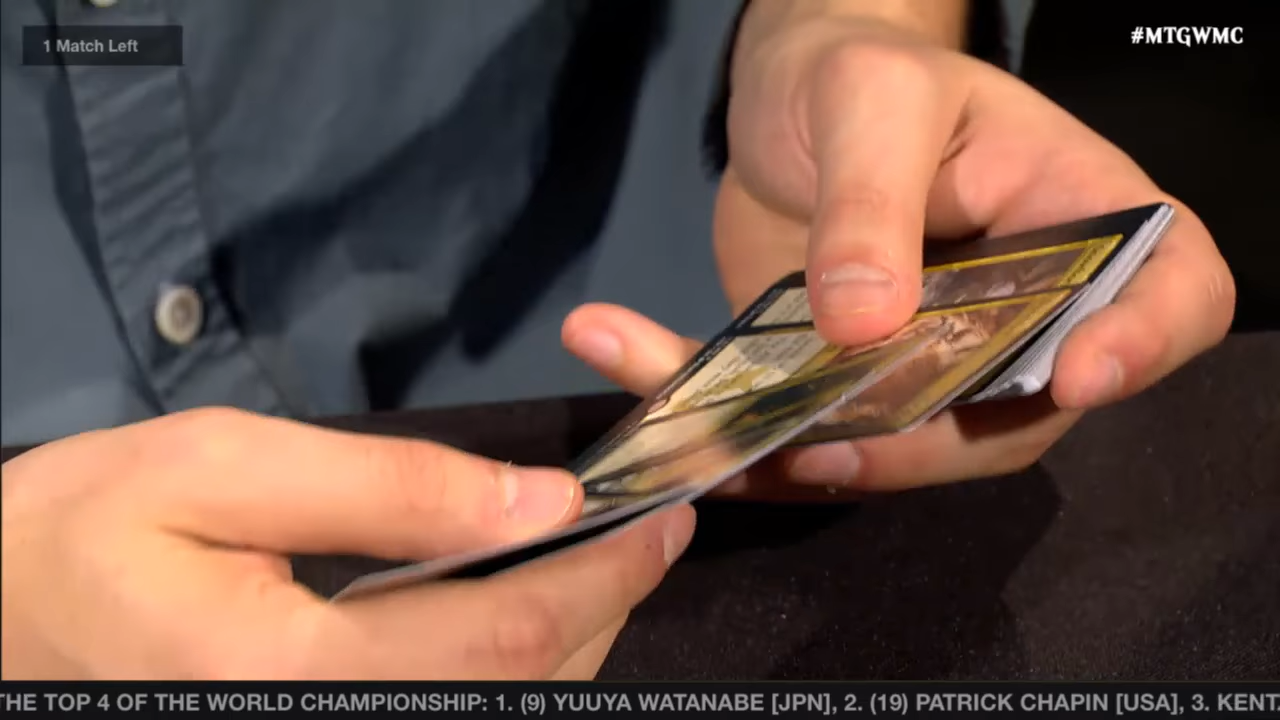 1 Match Left
#MTGWMC
THE TOP 4 OF THE WORLD CHAMPIONSHIP: 1. (9) YUUYA WATANABE [JPN], 2. (19) PATRICK CHAPIN [USA], 3. KENT